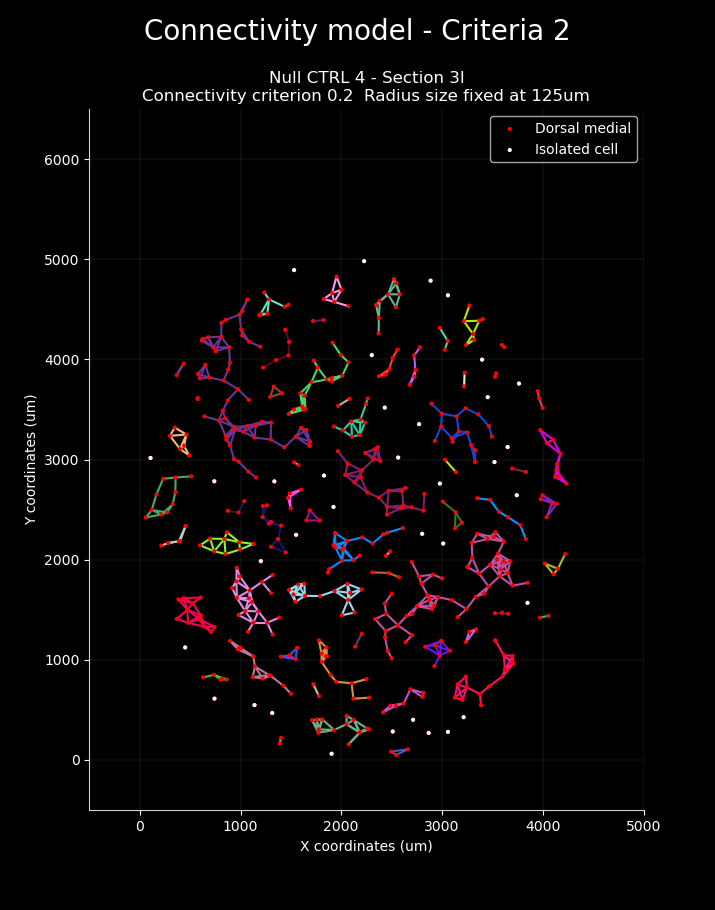 Connectivity model - Criteria 2
Null CTRL 4 - Section 3l
Connectivity criterion 0.2  Radius size fixed at 125um
Dorsal medial
Isolated cell
6000
5000
4000
3000
2000
1000
0
Y coordinates (um)
0 1000 2000 3000 4000 5000
X coordinates (um)